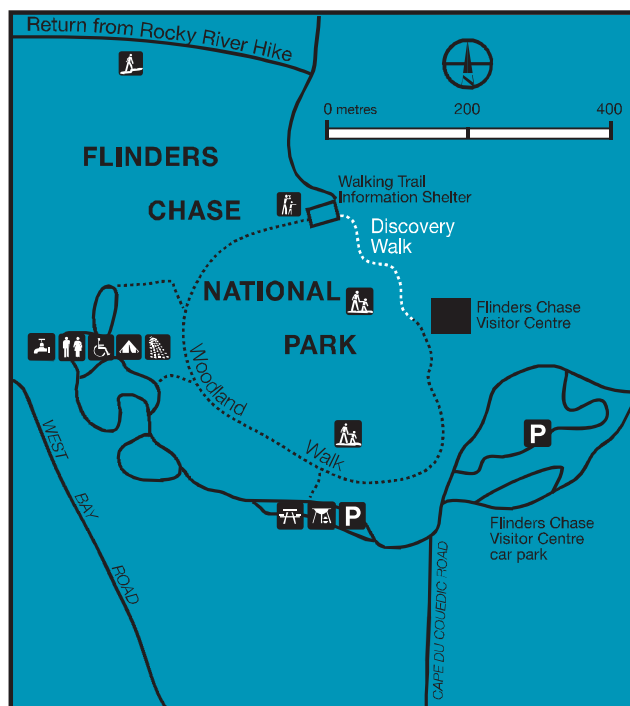 Return from Rocky River Hike
0 metres 200 400
FLINDERS
CHASE
NATIONAL
PARK
Walking Trail
Information Shelter
Discovery
Walk
Flinders Chase
Visitor Centre
Woodland
Walk
P
P
Flinders Chase
Visitor Centre
car park
WEST
BAY
ROAD
CAPE DU COUEDIC ROAD